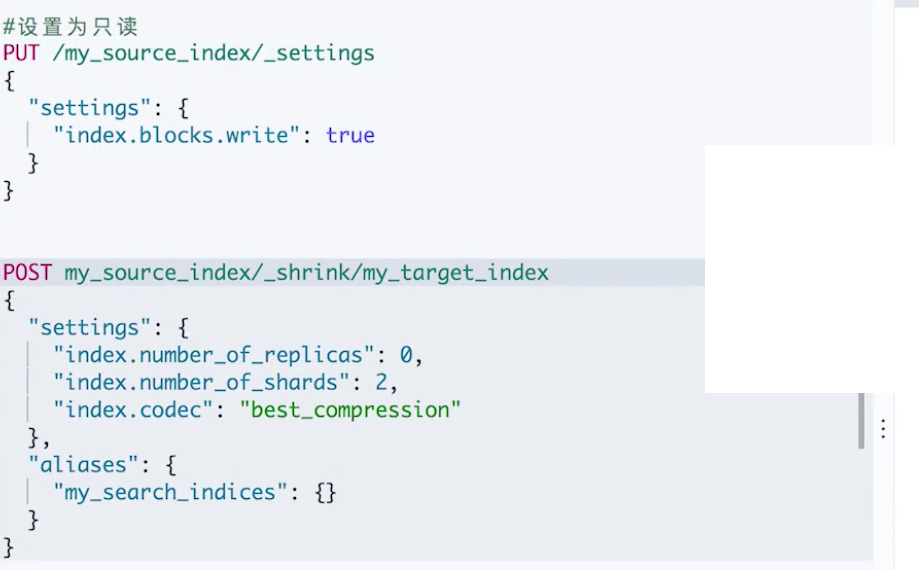 #设置为只读
PUT /my_source_index/_settings
{
  "settings": {
    "index.blocks.write": true
  }
}
POST my_source_index/_shrink/my_target_index
{
  "settings": {
    "index.number_of_replicas": 0,
    "index.number_of_shards": 2,
    "index.codec": "best_compression"
  },
  "aliases": {
    "my_search_indices": {}
  }
}